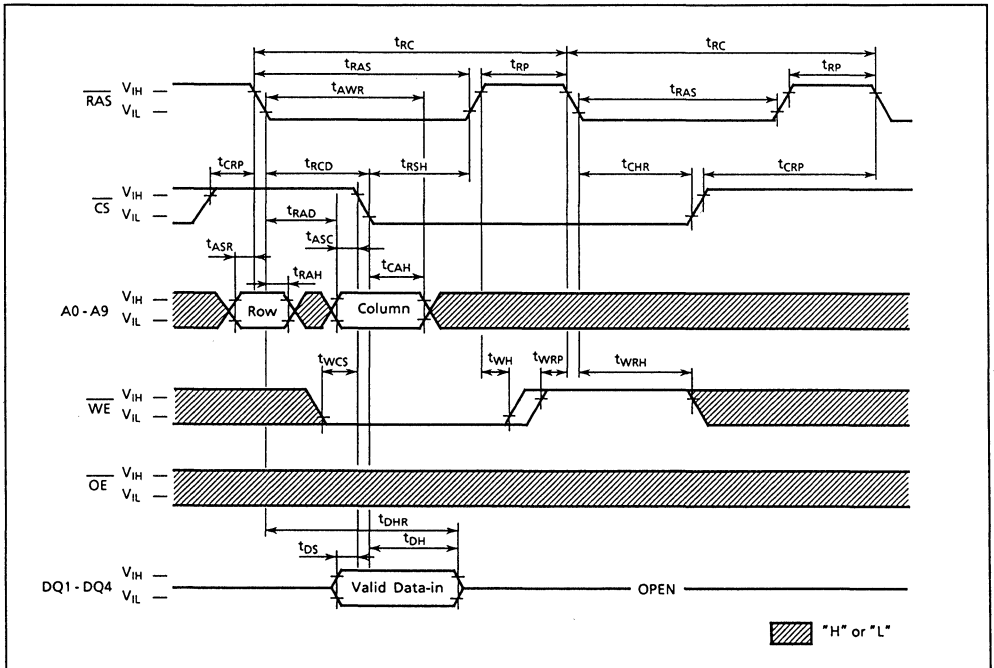 tRC tRC
tRAS tRP tRP
tAWR tRAS
RAS VIH
VIL
tCRP tRCD tRSH tCHR tCRP
CS VIH
VIL
tRAD
tASR tASC
tRAH tCAH
A0 - A9 VIH
VIL
Row Column
tWCS tWH tWRP tWRH
WE VIH
VIL
OE VIH
VIL
tDHR
tDS tDH
DQ1 - DQ4 VIH
VIL
Valid Data-in OPEN
"H" or "L"